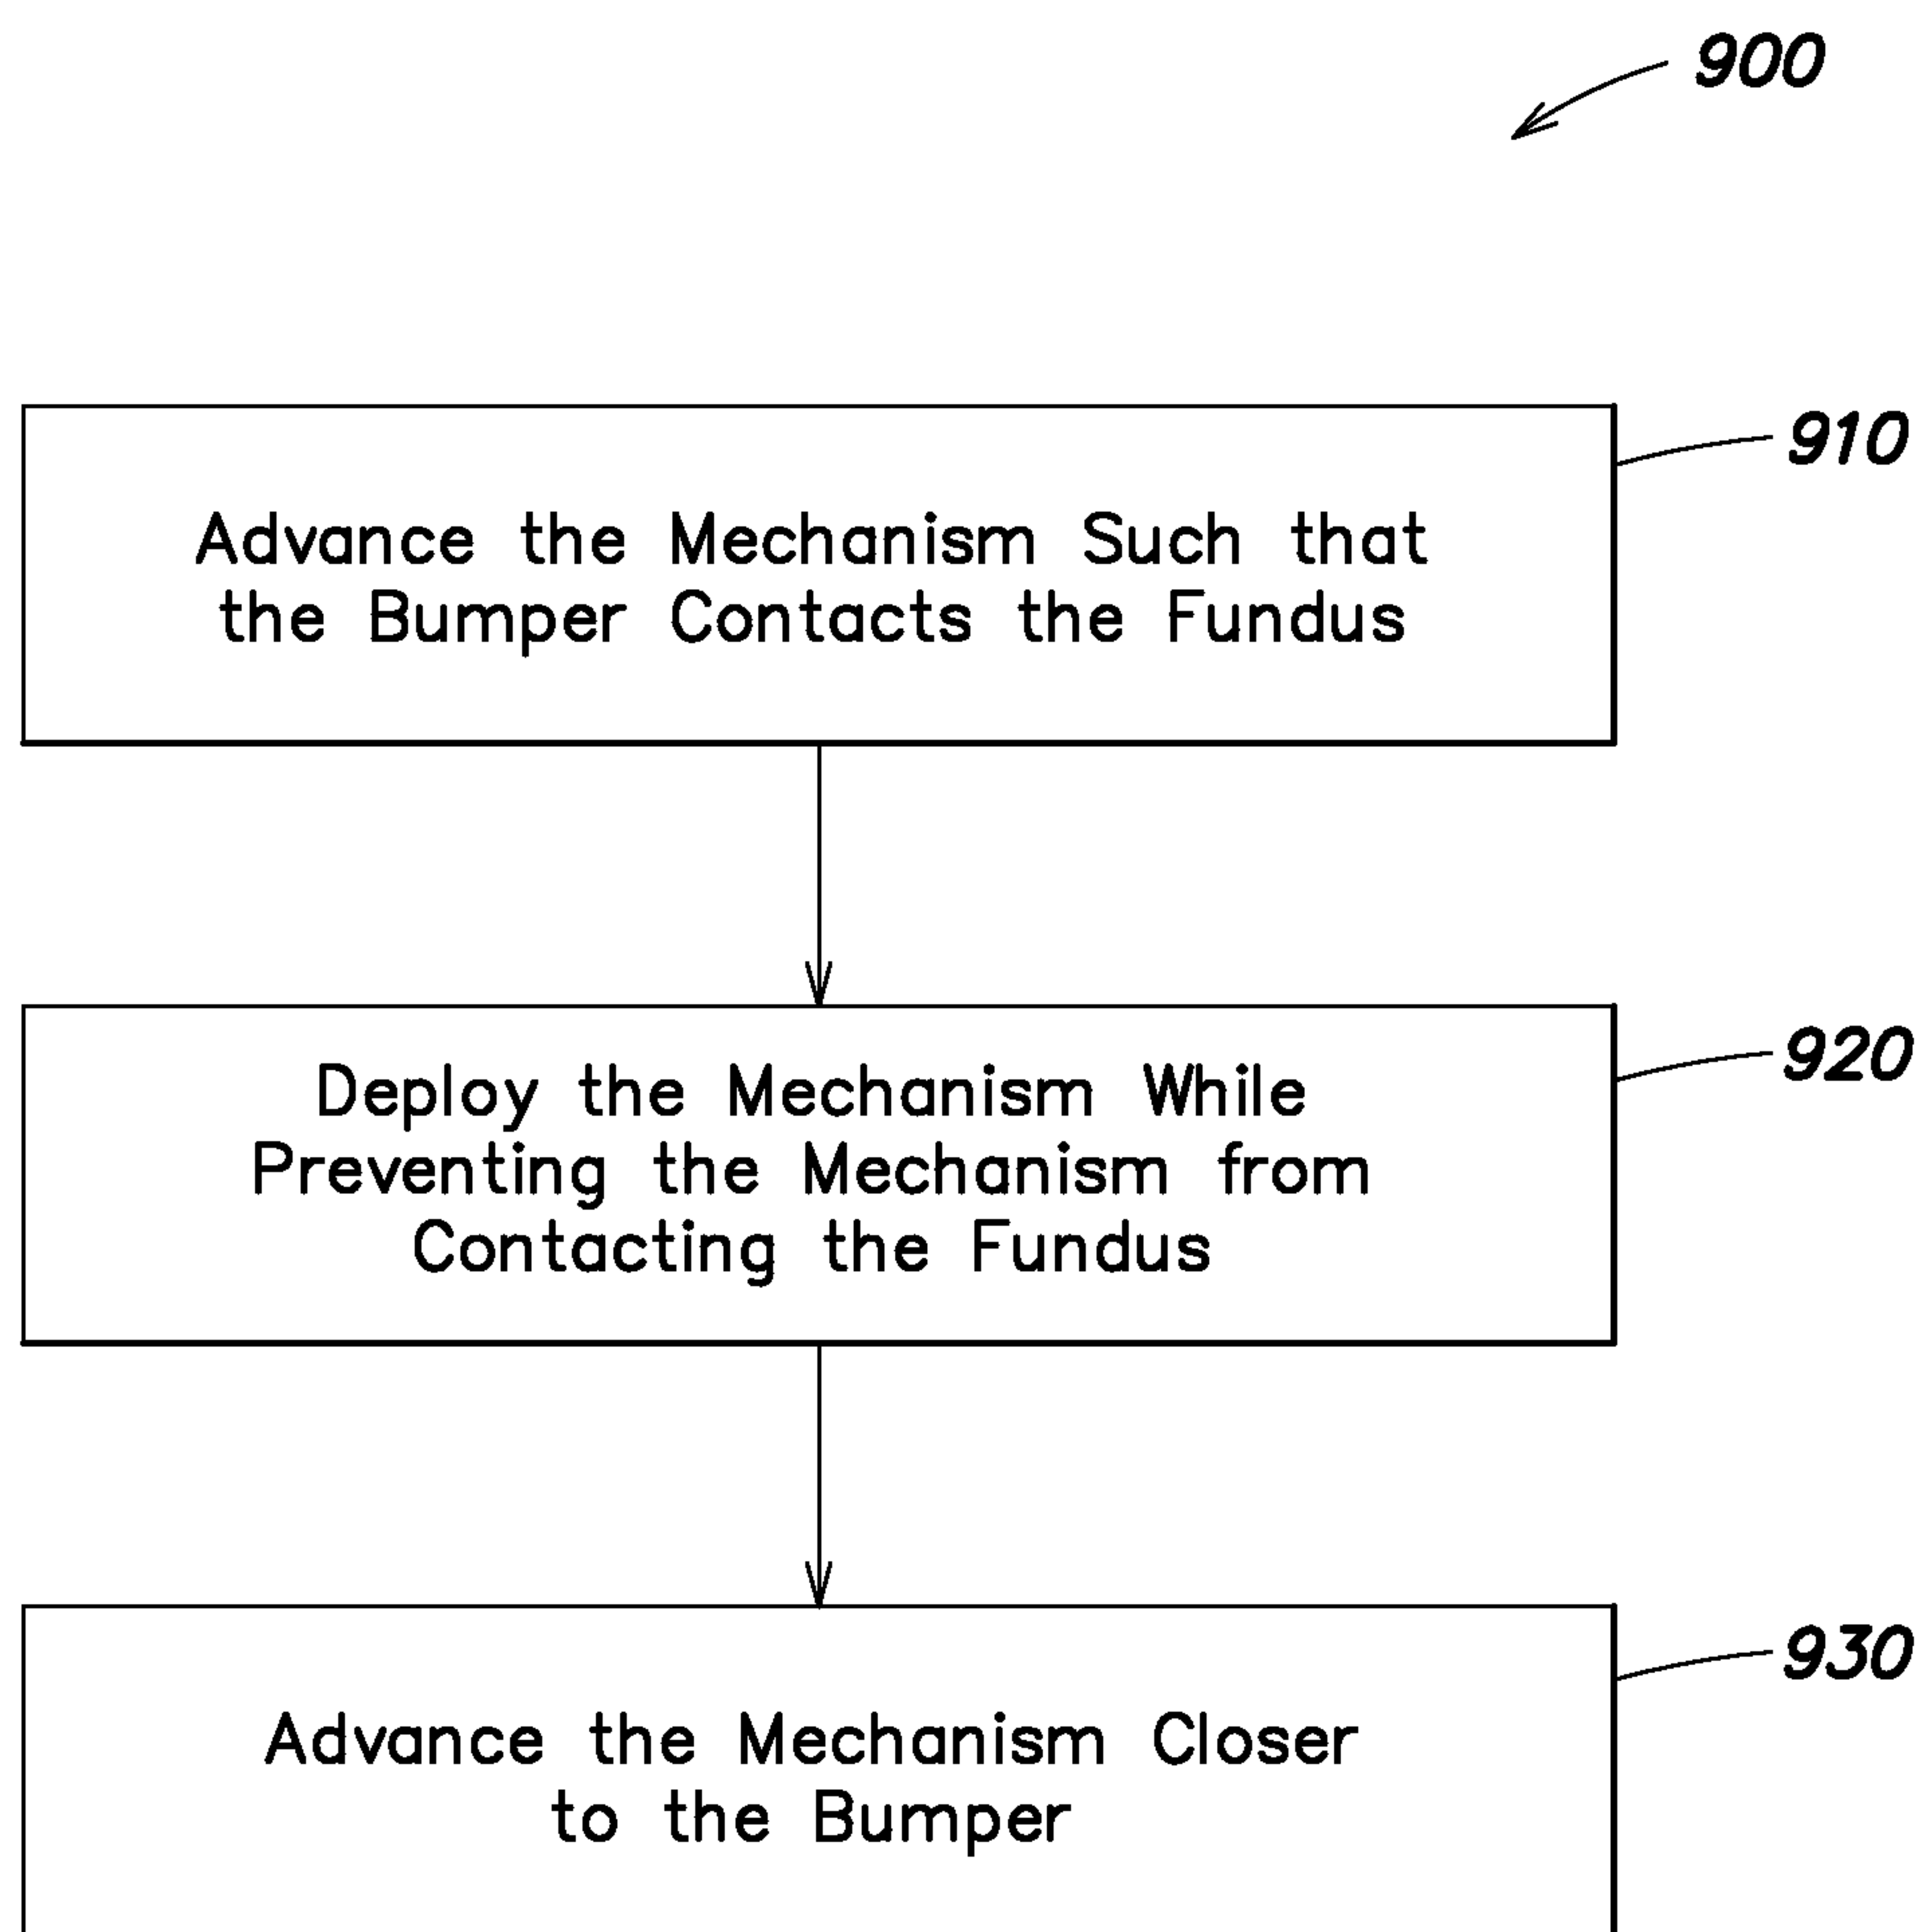 900
910
Advance the Mechanism Such that
the Bumper Contacts the Fundus
920
Deploy the Mechanism While
Preventing the Mechanism from
Contacting the Fundus
930
Advance the Mechanism Closer
to the Bumper